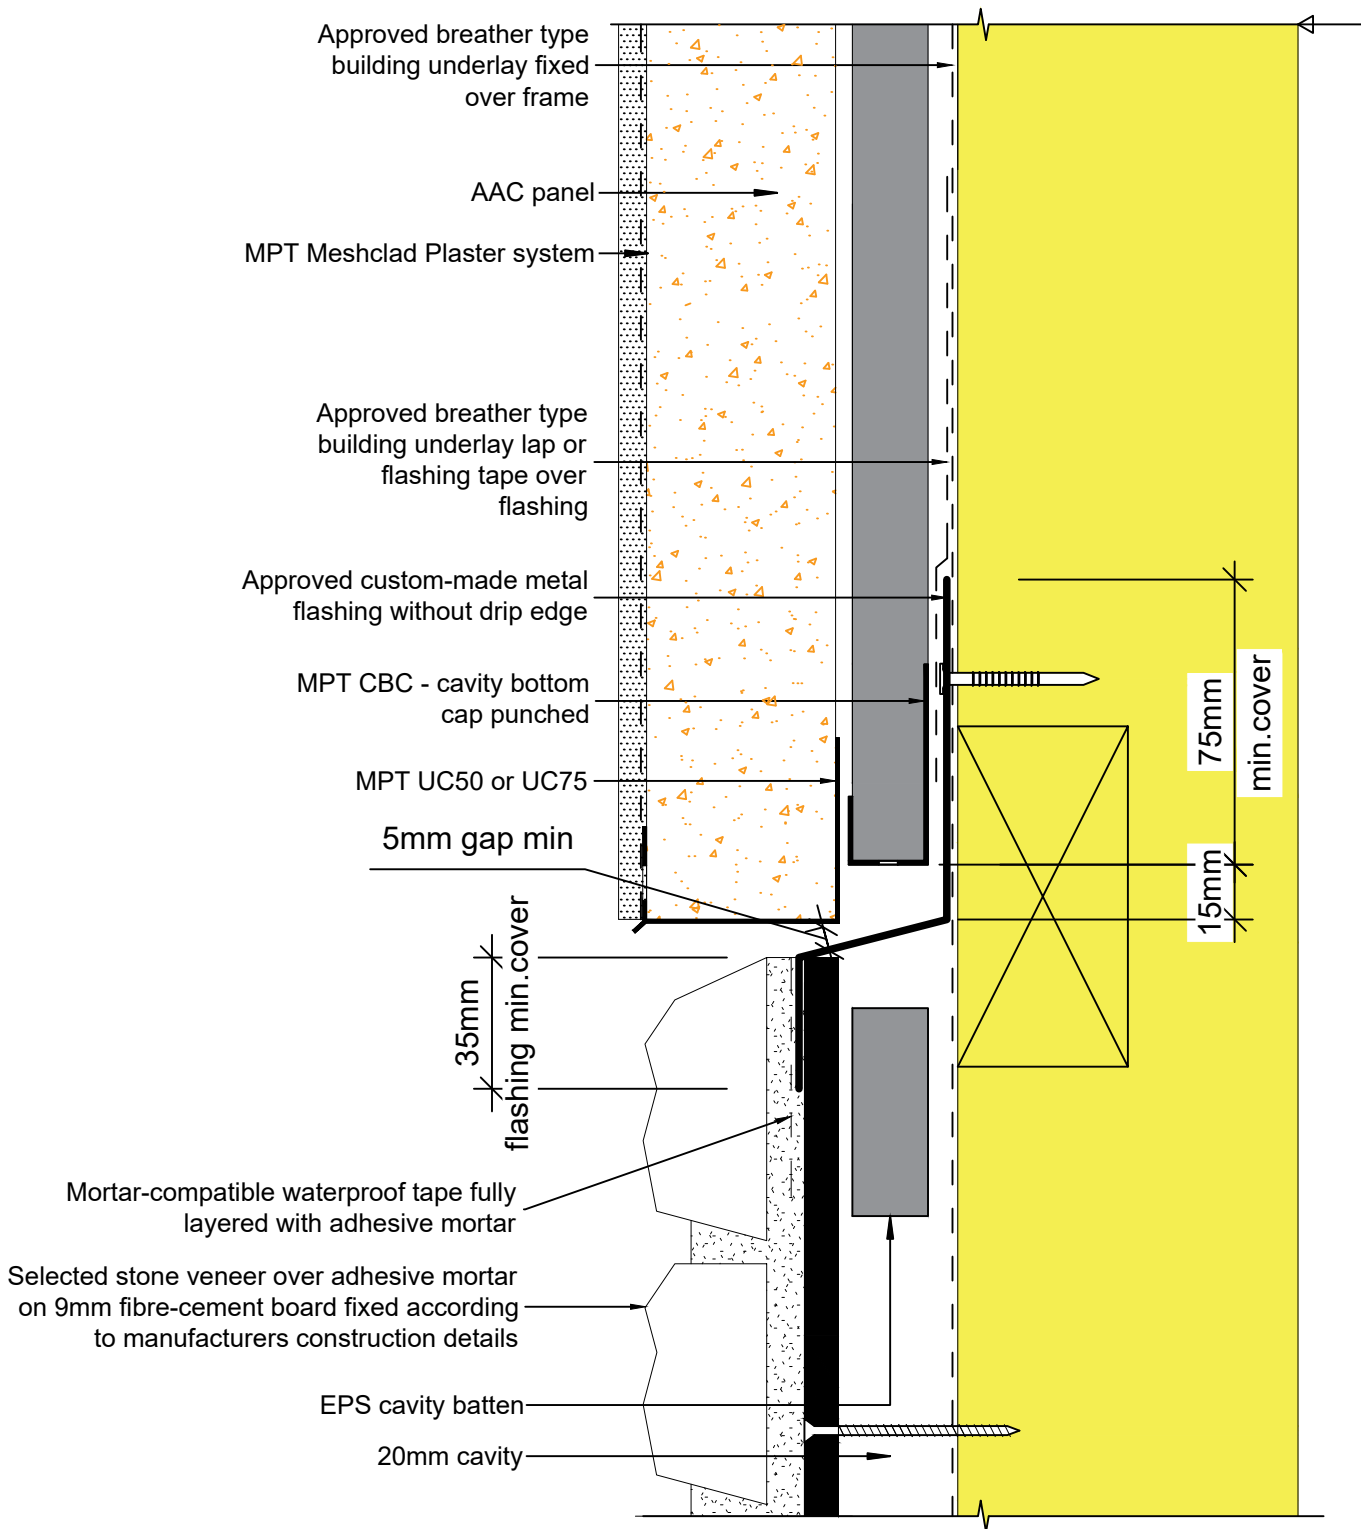 Approved breather type
building underlay fixed
over frame
AAC panel
MPT Meshclad Plaster system
Approved breather type
building underlay lap or
flashing tape over
flashing
Approved custom-made metal
flashing without drip edge
MPT CBC - cavity bottom
cap punched
MPT UC50 or UC75
5mm gap min
75mm
min.cover
15mm
35mm
flashing min.cover
Mortar-compatible waterproof tape fully
layered with adhesive mortar
Selected stone veneer over adhesive mortar
on 9mm fibre-cement board fixed according
to manufacturers construction details
EPS cavity batten
20mm cavity